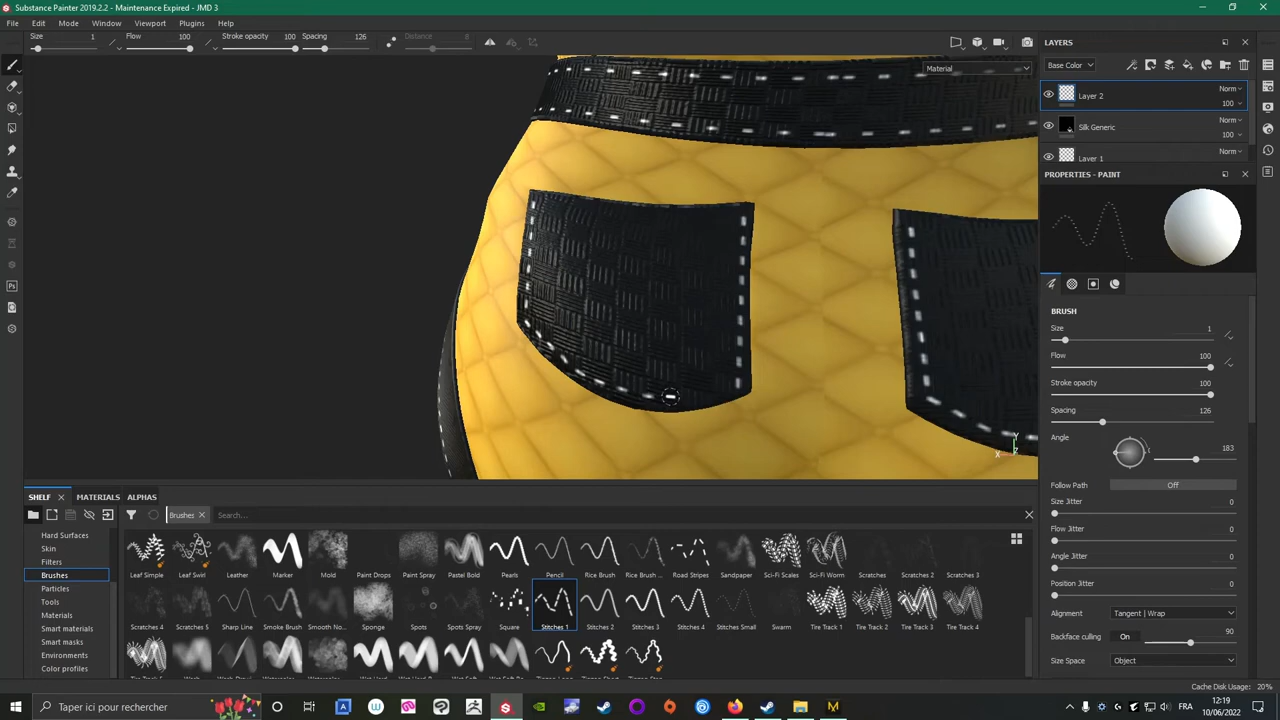 Substance Painter 2019.2.2 - Maintenance Expired - JMD 3
File Edit Mode Window Viewport Plugins Help
Size 1 Flow 100 Stroke opacity 100 Spacing 126 Distance 8
Material
LAYERS
Base Color
Layer 2 Norm 100
Silk Generic Norm 100
Layer 1 Norm
PROPERTIES - PAINT
BRUSH
Size 1
Flow 100
Stroke opacity 100
Spacing 126
Angle 183
Follow Path Off
Size Jitter 0
Flow Jitter 0
Angle Jitter 0
Position Jitter 0
Alignment Tangent | Wrap
Backface culling On 90
Size Space Object
Y
X
SHELF MATERIALS ALPHAS
Brushes Search...
Hard Surfaces
Skin
Filters
Brushes
Particles
Tools
Materials
Smart materials
Smart masks
Environments
Color profiles
Leaf Simple Leaf Swirl Leather Marker Mold Paint Drops Paint Spray Pastel Bold Pearls Pencil Rice Brush Rice Brush ... Road Stripes Sandpaper Sci-Fi Scales Sci-Fi Worm Scratches Scratches 2 Scratches 3
Scratches 4 Scratches 5 Sharp Line Smoke Brush Smooth No... Sponge Spots Spots Spray Square Stitches 1 Stitches 2 Stitches 3 Stitches 4 Stitches Small Swarm Tire Track 1 Tire Track 2 Tire Track 3 Tire Track 4
Cache Disk Usage: 20%
Taper ici pour rechercher
12:19
10/06/2022